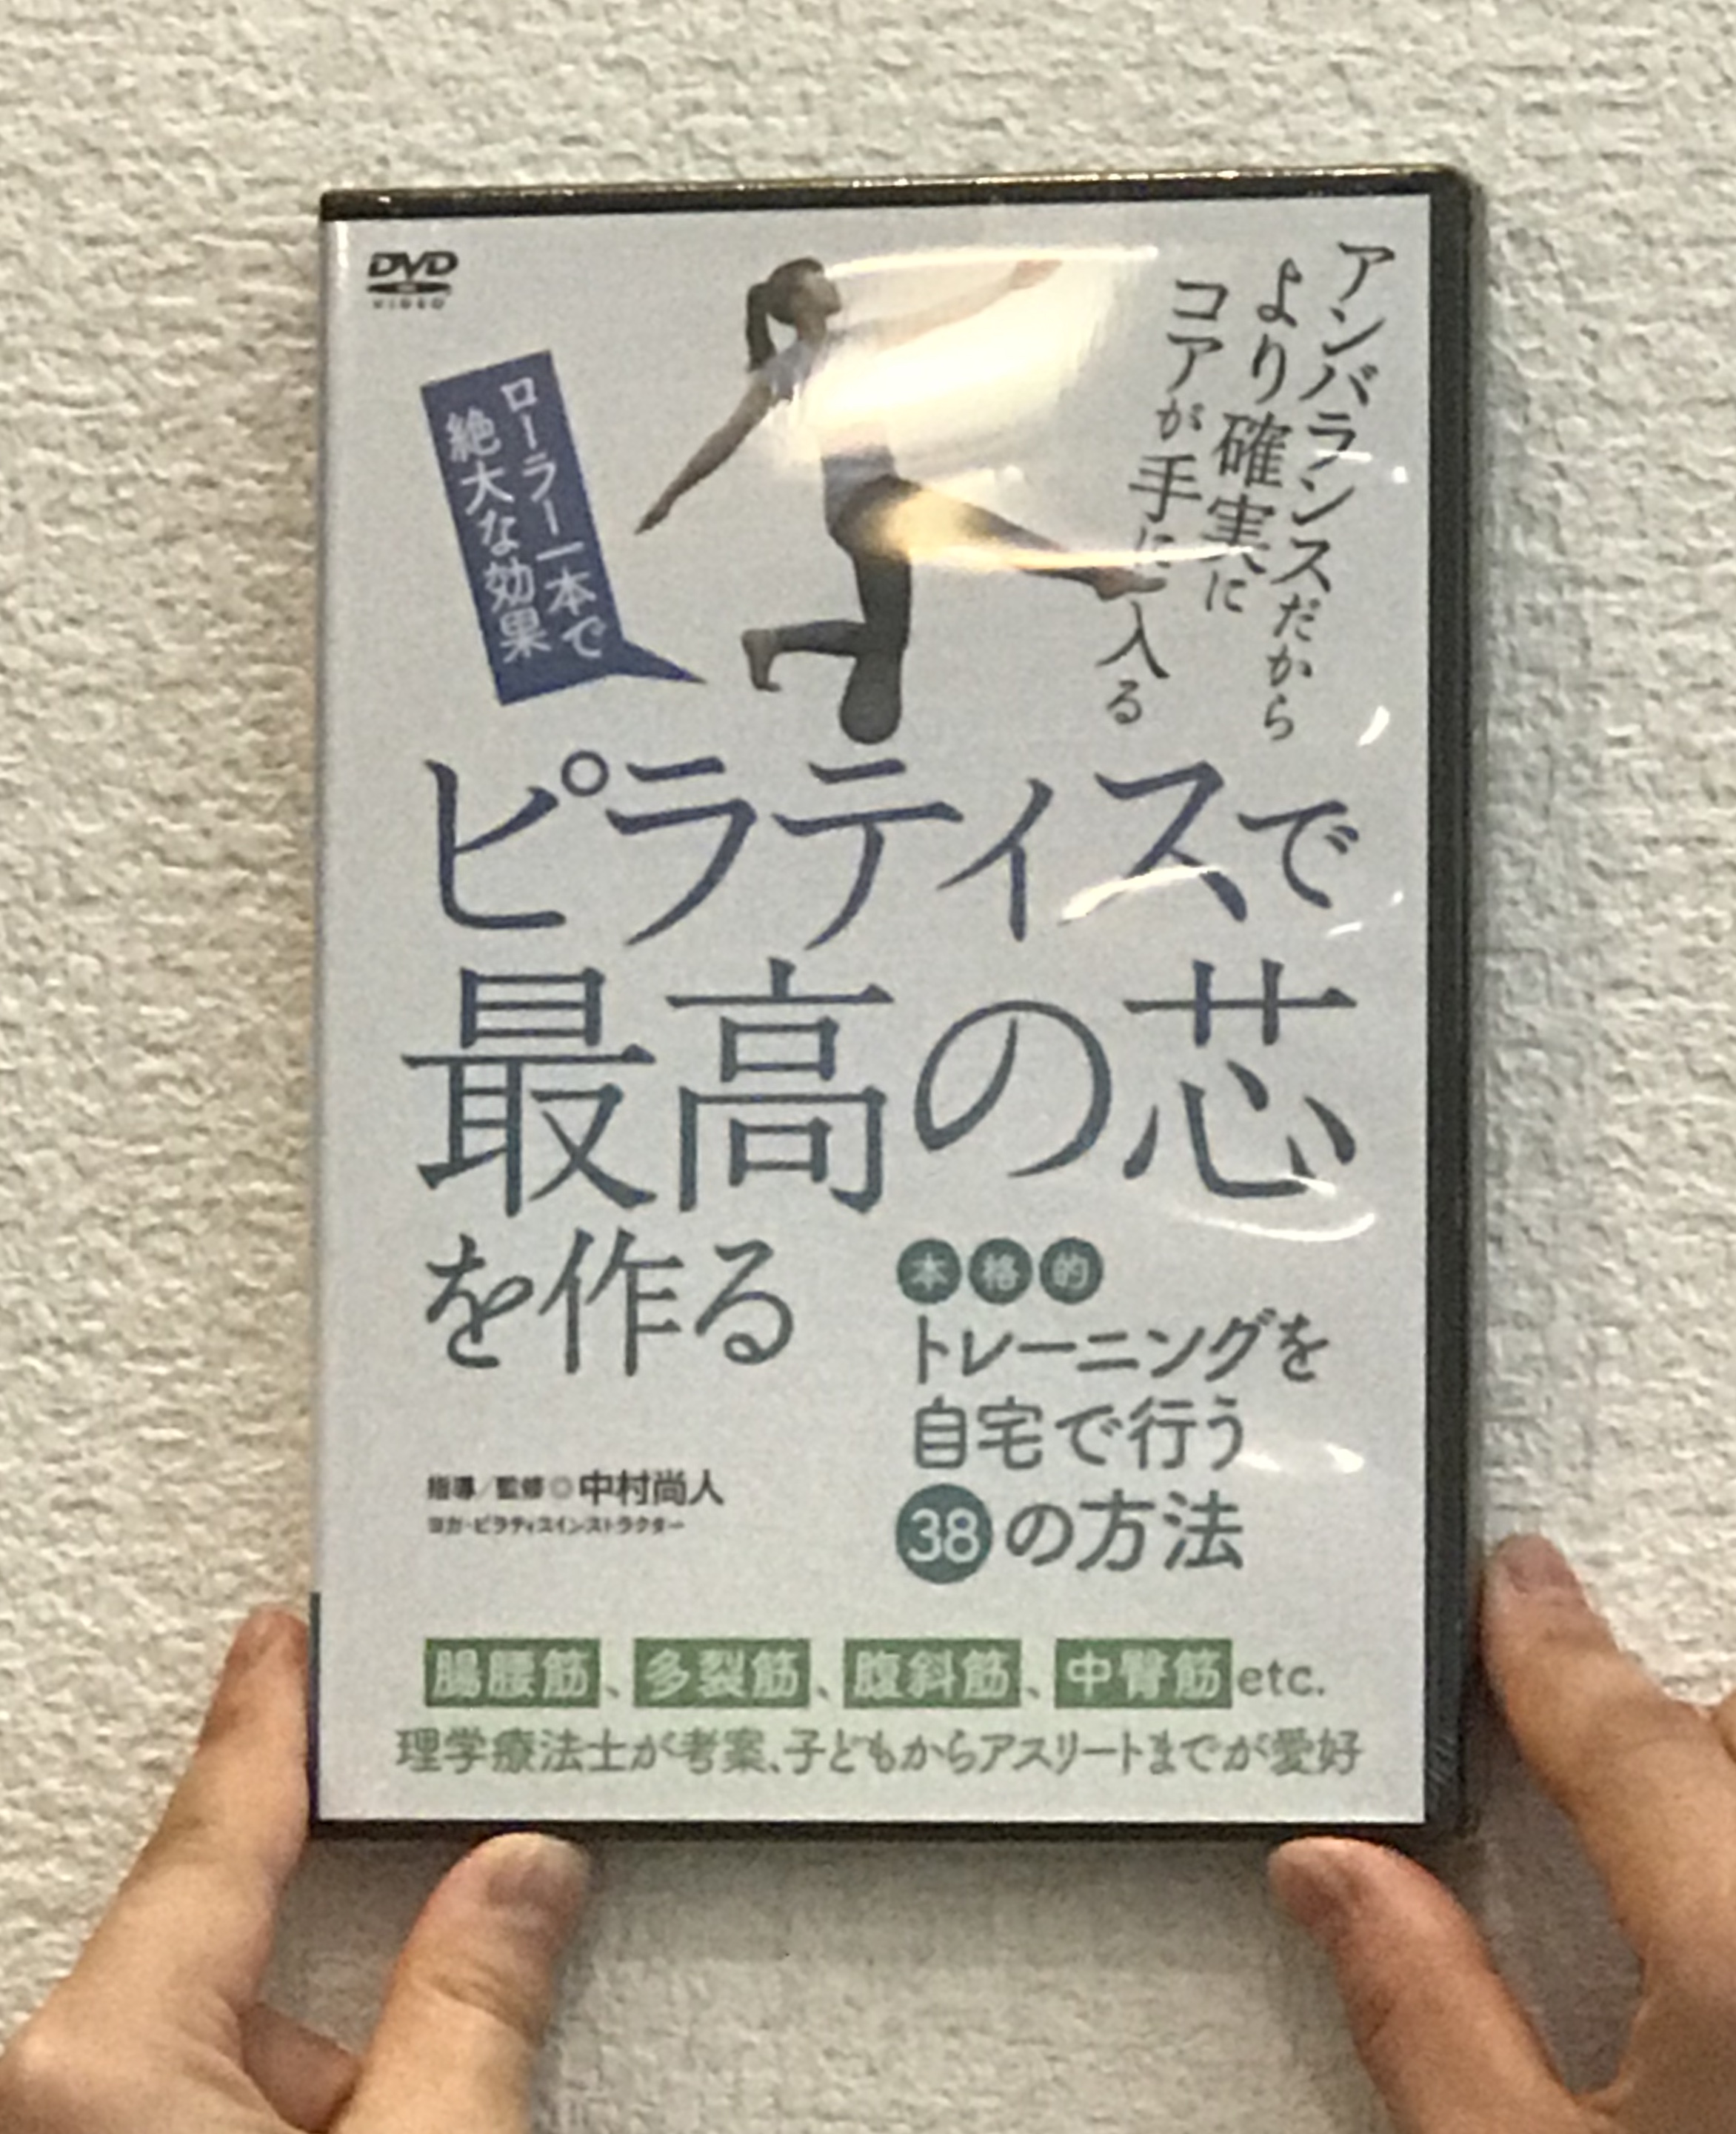 DVD
VIDEO
アンバランスだから
より確実に
コアが手に入る
ローラー一本で
絶大な効果
ピラティスで
最高の芯
を作る
本格的
トレーニングを
自宅で行う
38の方法
指導/監修◎中村尚人
ヨガ・ピラティスインストラクター
腸腰筋、多裂筋、腹斜筋、中臀筋etc.
理学療法士が考案、子どもからアスリートまでが愛好